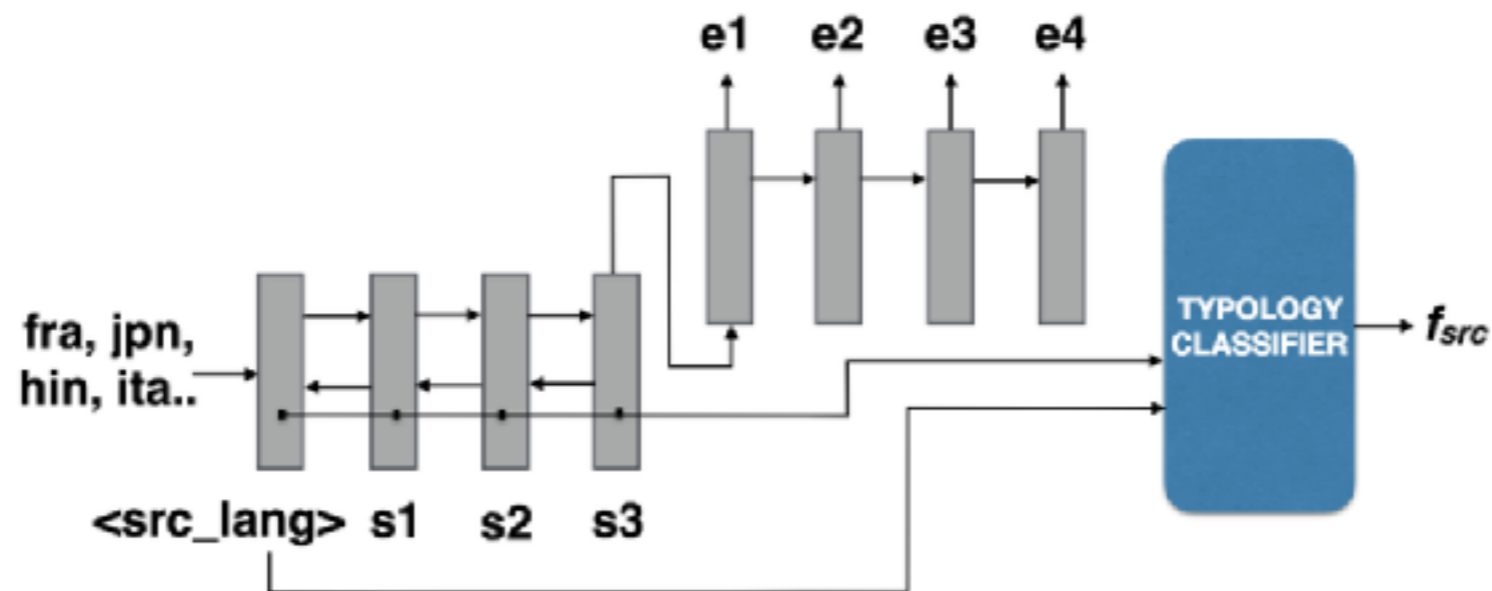 e1 e2 e3 e4
fra, jpn,
hin, ita..
<src_lang> s1 s2 s3
TYPOLOGY
CLASSIFIER
fsrc